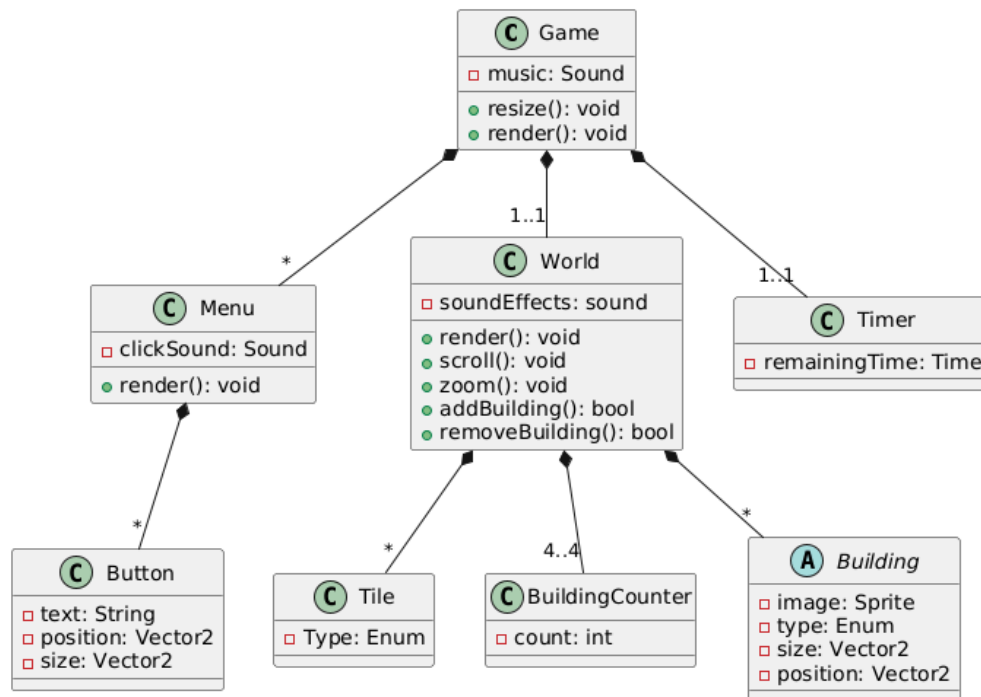 C Game
music: Sound
resize(): void
render(): void
*
1..1
1..1
C World
soundEffects: sound
render(): void
scroll(): void
zoom(): void
addBuilding(): bool
removeBuilding(): bool
C Menu
clickSound: Sound
render(): void
C Timer
remainingTime: Time
*
*
4..4
*
C Button
text: String
position: Vector2
size: Vector2
C Tile
Type: Enum
C BuildingCounter
count: int
A Building
image: Sprite
type: Enum
size: Vector2
position: Vector2